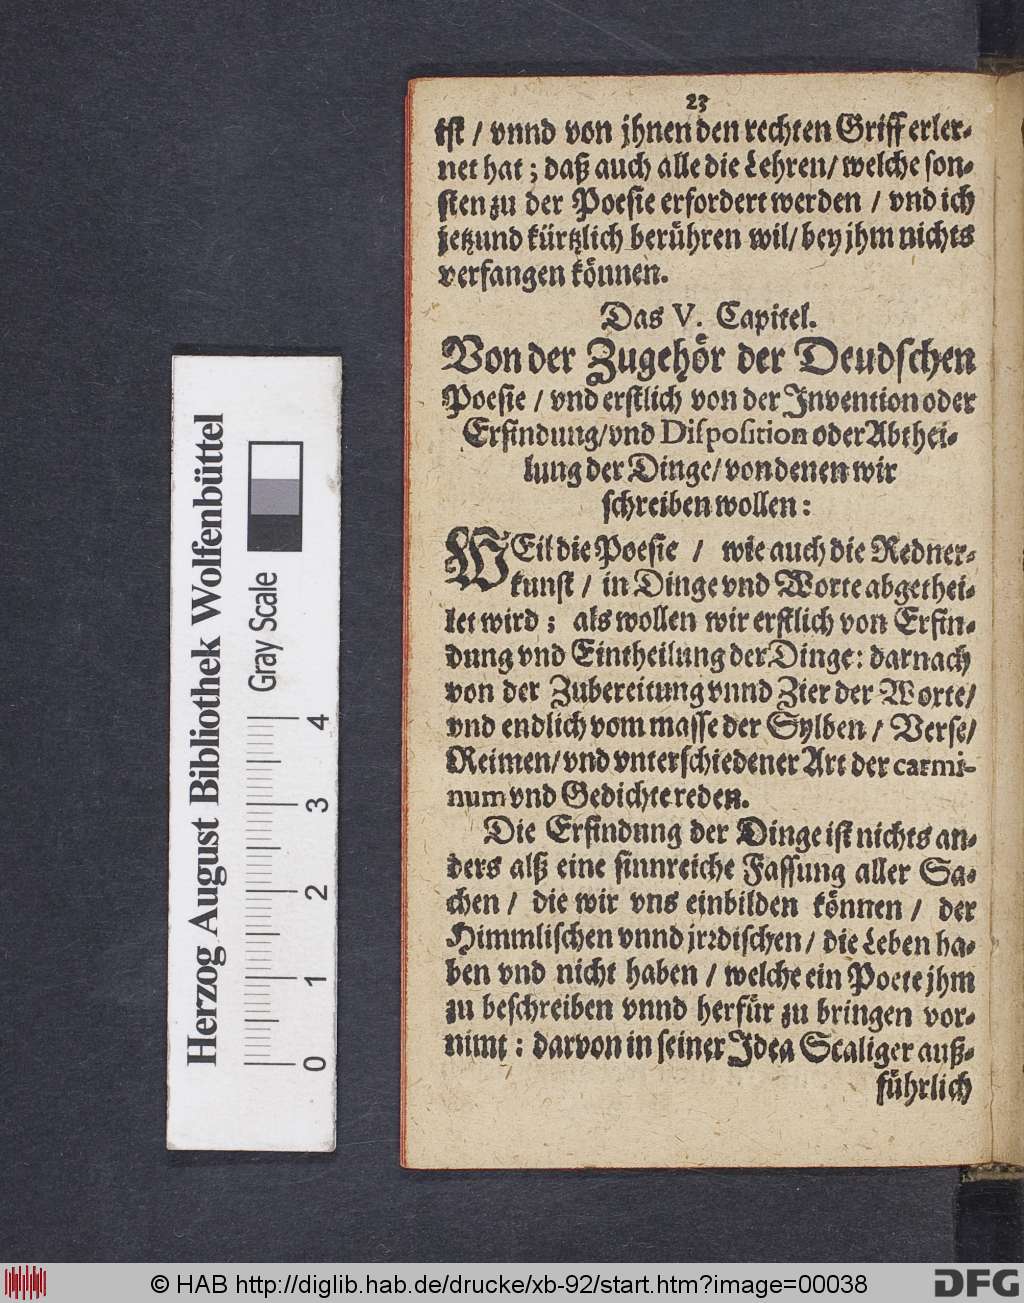 23
ist / vnnd von jhnen den rechten Griff erler-
net hat ; daß auch alle die Lehren/ welche son-
sten zu der Poesie erfordert werden / vnd ich
jetzund kürtzlich berühren wil/ bey jhm nichts
verfangen können.
Das V. Capitel.
Von der Zugehör der Deudschen
Poesie / vnd erstlich von der Invention oder
Erfindung/vnd Disposition oder Abthei-
lung der Dinge/ von denen wir
schreiben wollen:
WEil die Poesie / wie auch die Redner-
kunst / in Dinge vnd Worte abgethei-
let wird ; als wollen wir erstlich von Erfin-
dung vnd Eintheilung der Dinge: darnach
von der Zubereitung vnnd Zier der Worte/
vnd endlich vom masse der Sylben / Verse/
Reimen/ vnd vnterschiedener Art der carmi-
num vnd Gedichte reden.
Die Erfindung der Dinge ist nichts an-
ders alß eine sinnreiche Fassung aller Sa-
chen / die wir vns einbilden können / der
Himmlischen vnnd jrrdischen / die Leben ha-
ben vnd nicht haben / welche ein Poete jhm
zu beschreiben vnnd herfür zu bringen vor-
nimt : darvon in seiner Idea Scaliger auß-
führlich
Herzog August Bibliothek Wolfenbüttel
Gray Scale
0 1 2 3 4
© HAB http://diglib.hab.de/drucke/xb-92/start.htm?image=00038
DFG